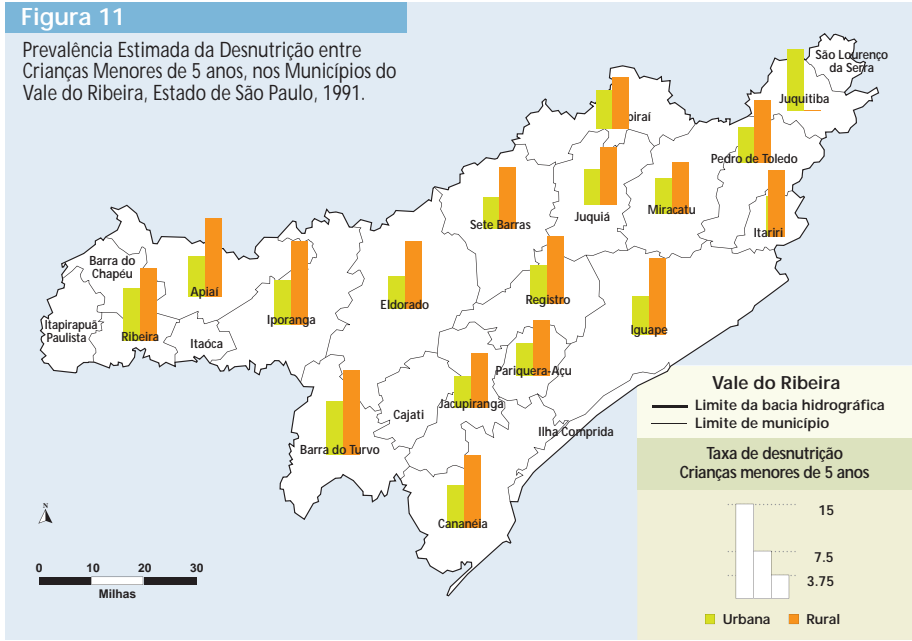 Figura 11
Prevalência Estimada da Desnutrição entre
Crianças Menores de 5 anos, nos Municípios do
Vale do Ribeira, Estado de São Paulo, 1991.
São Lourenço
da Serra
Juquitiba
Pedro de Toledo
Itariri
Miracatu
Juquiá
Sete Barras
Registro
Iguape
Eldorado
Iporanga
Apiaí
Barra do
Chapéu
Ribeira
Itapirapuã
Paulista
Itaóca
Pariquera-Açu
Jacupiranga
Cajati
Barra do Turvo
Ilha Comprida
Cananéia
N
0 10 20 30
Milhas
Vale do Ribeira
Limite da bacia hidrográfica
Limite de município
Taxa de desnutrição
Crianças menores de 5 anos
15
7.5
3.75
Urbana Rural